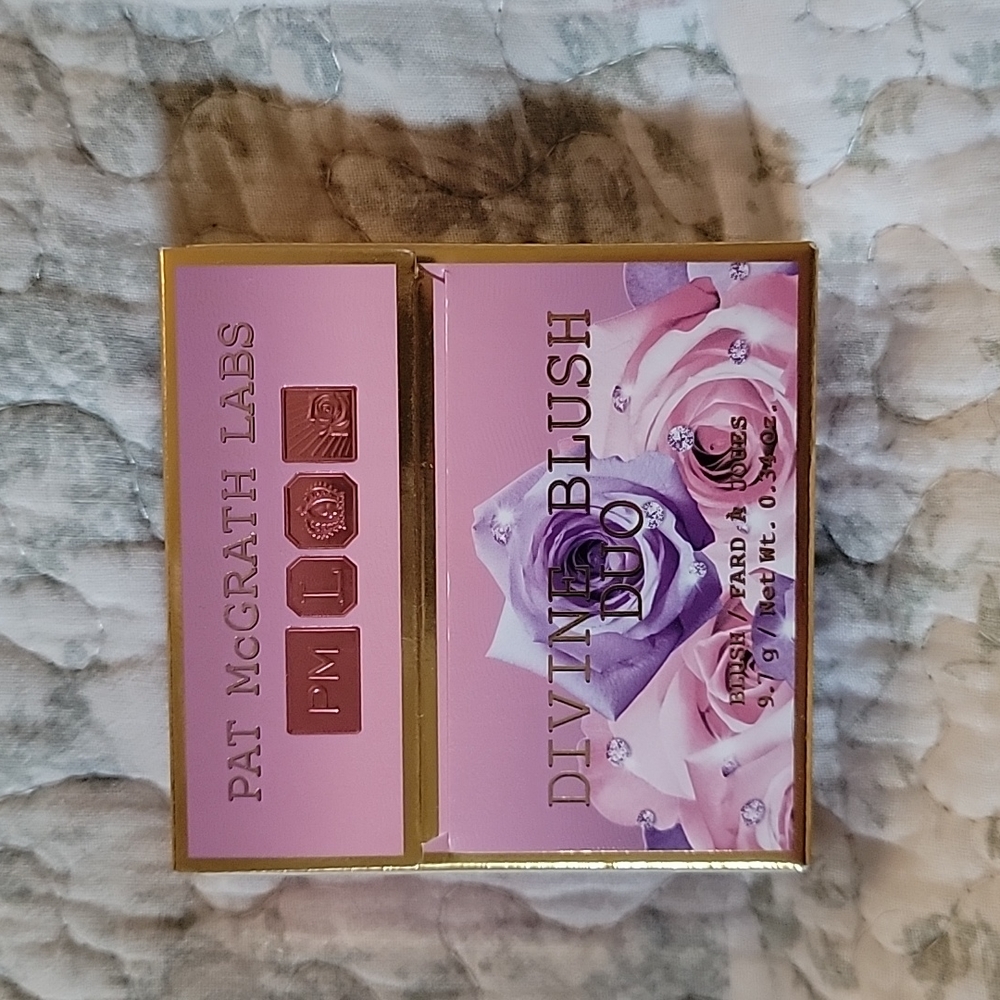 PAT McGRATH LABS
PM L
DIVINE BLUSH
DUO
BLUSH / FARD À JOUES
9.7 g / Net Wt. 0.34 Oz.